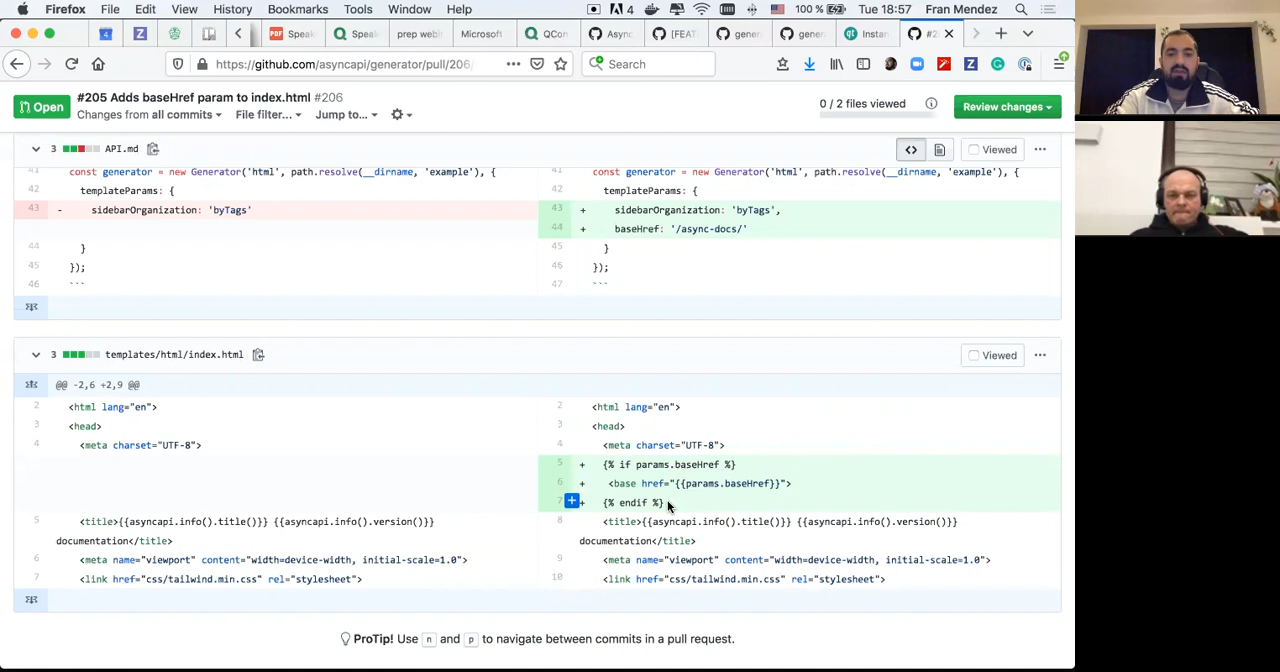 Firefox File Edit View History Bookmarks Tools Window Help 4 100 % Tue 18:57 Fran Mendez
4 Z PDF Speak Speak prep webin Microsoft QCon Async [FEAT gener gener qt Instan #20
https://github.com/asyncapi/generator/pull/206/ Search
Open #205 Adds baseHref param to index.html #206
Changes from all commits File filter... Jump to...
0 / 2 files viewed Review changes
3 API.md Viewed
41 const generator = new Generator('html', path.resolve(__dirname, 'example'), { 41 const generator = new Generator('html', path.resolve(__dirname, 'example'), {
42 templateParams: { 42 templateParams: {
43 - sidebarOrganization: 'byTags' 43 + sidebarOrganization: 'byTags',
44 + baseHref: '/async-docs/'
44 } 45 }
45 }); 46 });
46 ``` 47 ```
3 templates/html/index.html Viewed
@@ -2,6 +2,9 @@
2 <html lang="en"> 2 <html lang="en">
3 <head> 3 <head>
4 <meta charset="UTF-8"> 4 <meta charset="UTF-8">
5 + {% if params.baseHref %}
6 + <base href="{{params.baseHref}}">
7 + {% endif %}
5 <title>{{asyncapi.info().title()}} {{asyncapi.info().version()}} 8 <title>{{asyncapi.info().title()}} {{asyncapi.info().version()}}
documentation</title> documentation</title>
6 <meta name="viewport" content="width=device-width, initial-scale=1.0"> 9 <meta name="viewport" content="width=device-width, initial-scale=1.0">
7 <link href="css/tailwind.min.css" rel="stylesheet"> 10 <link href="css/tailwind.min.css" rel="stylesheet">
ProTip! Use n and p to navigate between commits in a pull request.